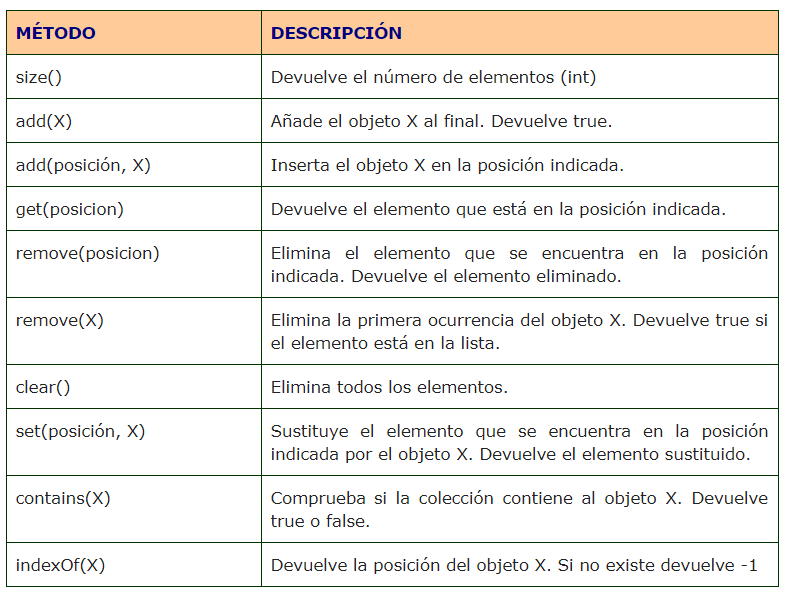 MÉTODO DESCRIPCIÓN
size() Devuelve el número de elementos (int)
add(X) Añade el objeto X al final. Devuelve true.
add(posición, X) Inserta el objeto X en la posición indicada.
get(posicion) Devuelve el elemento que está en la posición indicada.
remove(posicion) Elimina el elemento que se encuentra en la posición
indicada. Devuelve el elemento eliminado.
remove(X) Elimina la primera ocurrencia del objeto X. Devuelve true si
el elemento está en la lista.
clear() Elimina todos los elementos.
set(posición, X) Sustituye el elemento que se encuentra en la posición
indicada por el objeto X. Devuelve el elemento sustituido.
contains(X) Comprueba si la colección contiene al objeto X. Devuelve
true o false.
indexOf(X) Devuelve la posición del objeto X. Si no existe devuelve -1